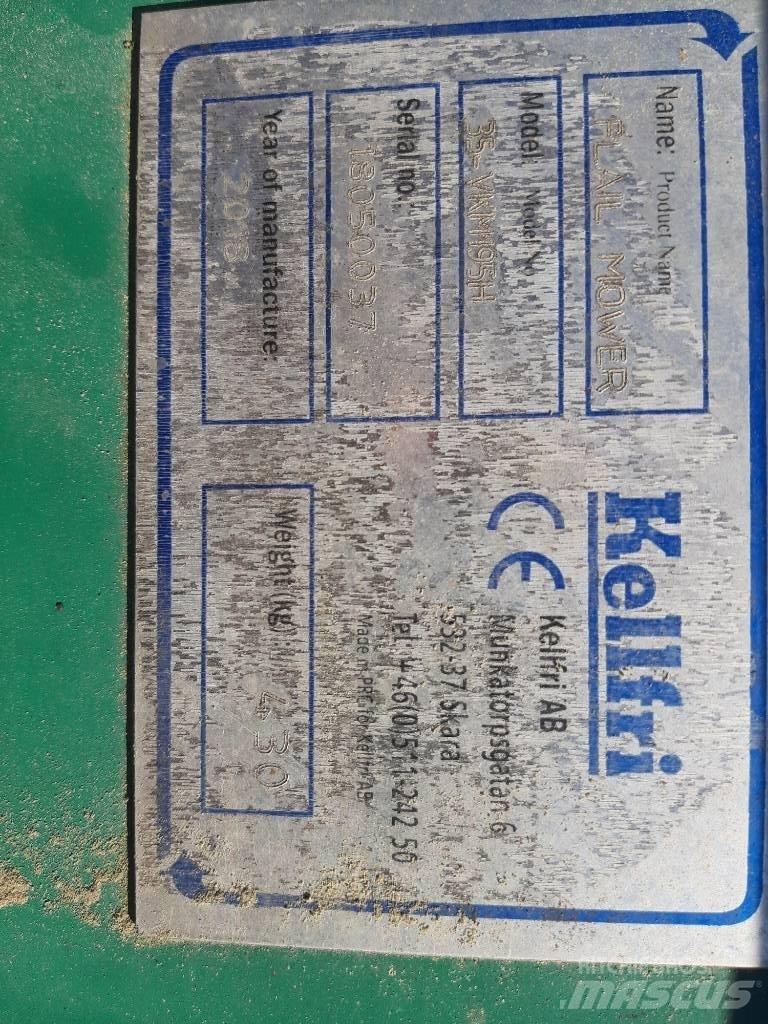 Name: Product Name
FLAIL MOWER
Model: Model No
35-VKM195H
Serial no.:
18050037
Year of manufacture:
2018
Kellfri
CE
Kellfri AB
Munkatorpsgatan 6
532-37 Skara
Tel: +46(0)511-242 50
Made in PRC for Kellfri AB
Weight (kg)
430
MASCUS